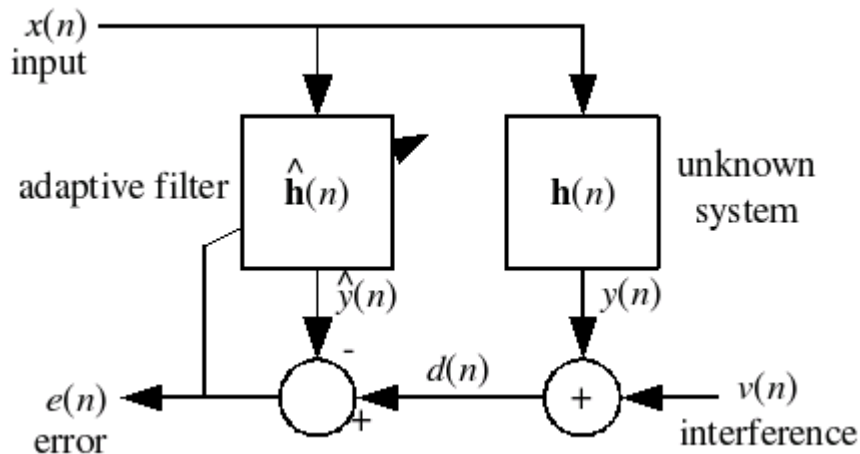 x(n)
input
adaptive filter
ĥ(n)
h(n)
unknown
system
ŷ(n)
y(n)
-
d(n)
+
+
v(n)
interference
e(n)
error